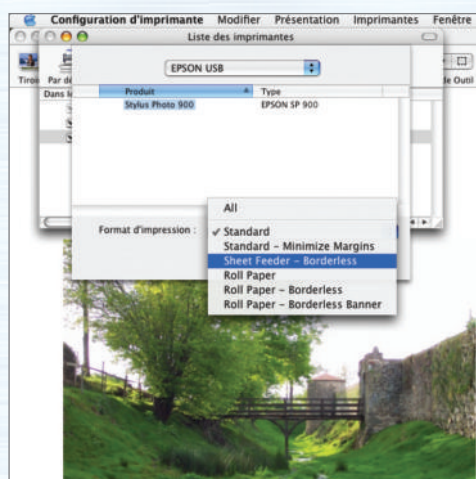 Configuration d'imprimante Modifier Présentation Imprimantes Fenêtre
Liste des imprimantes
EPSON USB
Produit Type
Stylus Photo 900 EPSON SP 900
Dans
Format d'impression :
All
✓ Standard
Standard – Minimize Margins
Sheet Feeder – Borderless
Roll Paper
Roll Paper – Borderless
Roll Paper – Borderless Banner